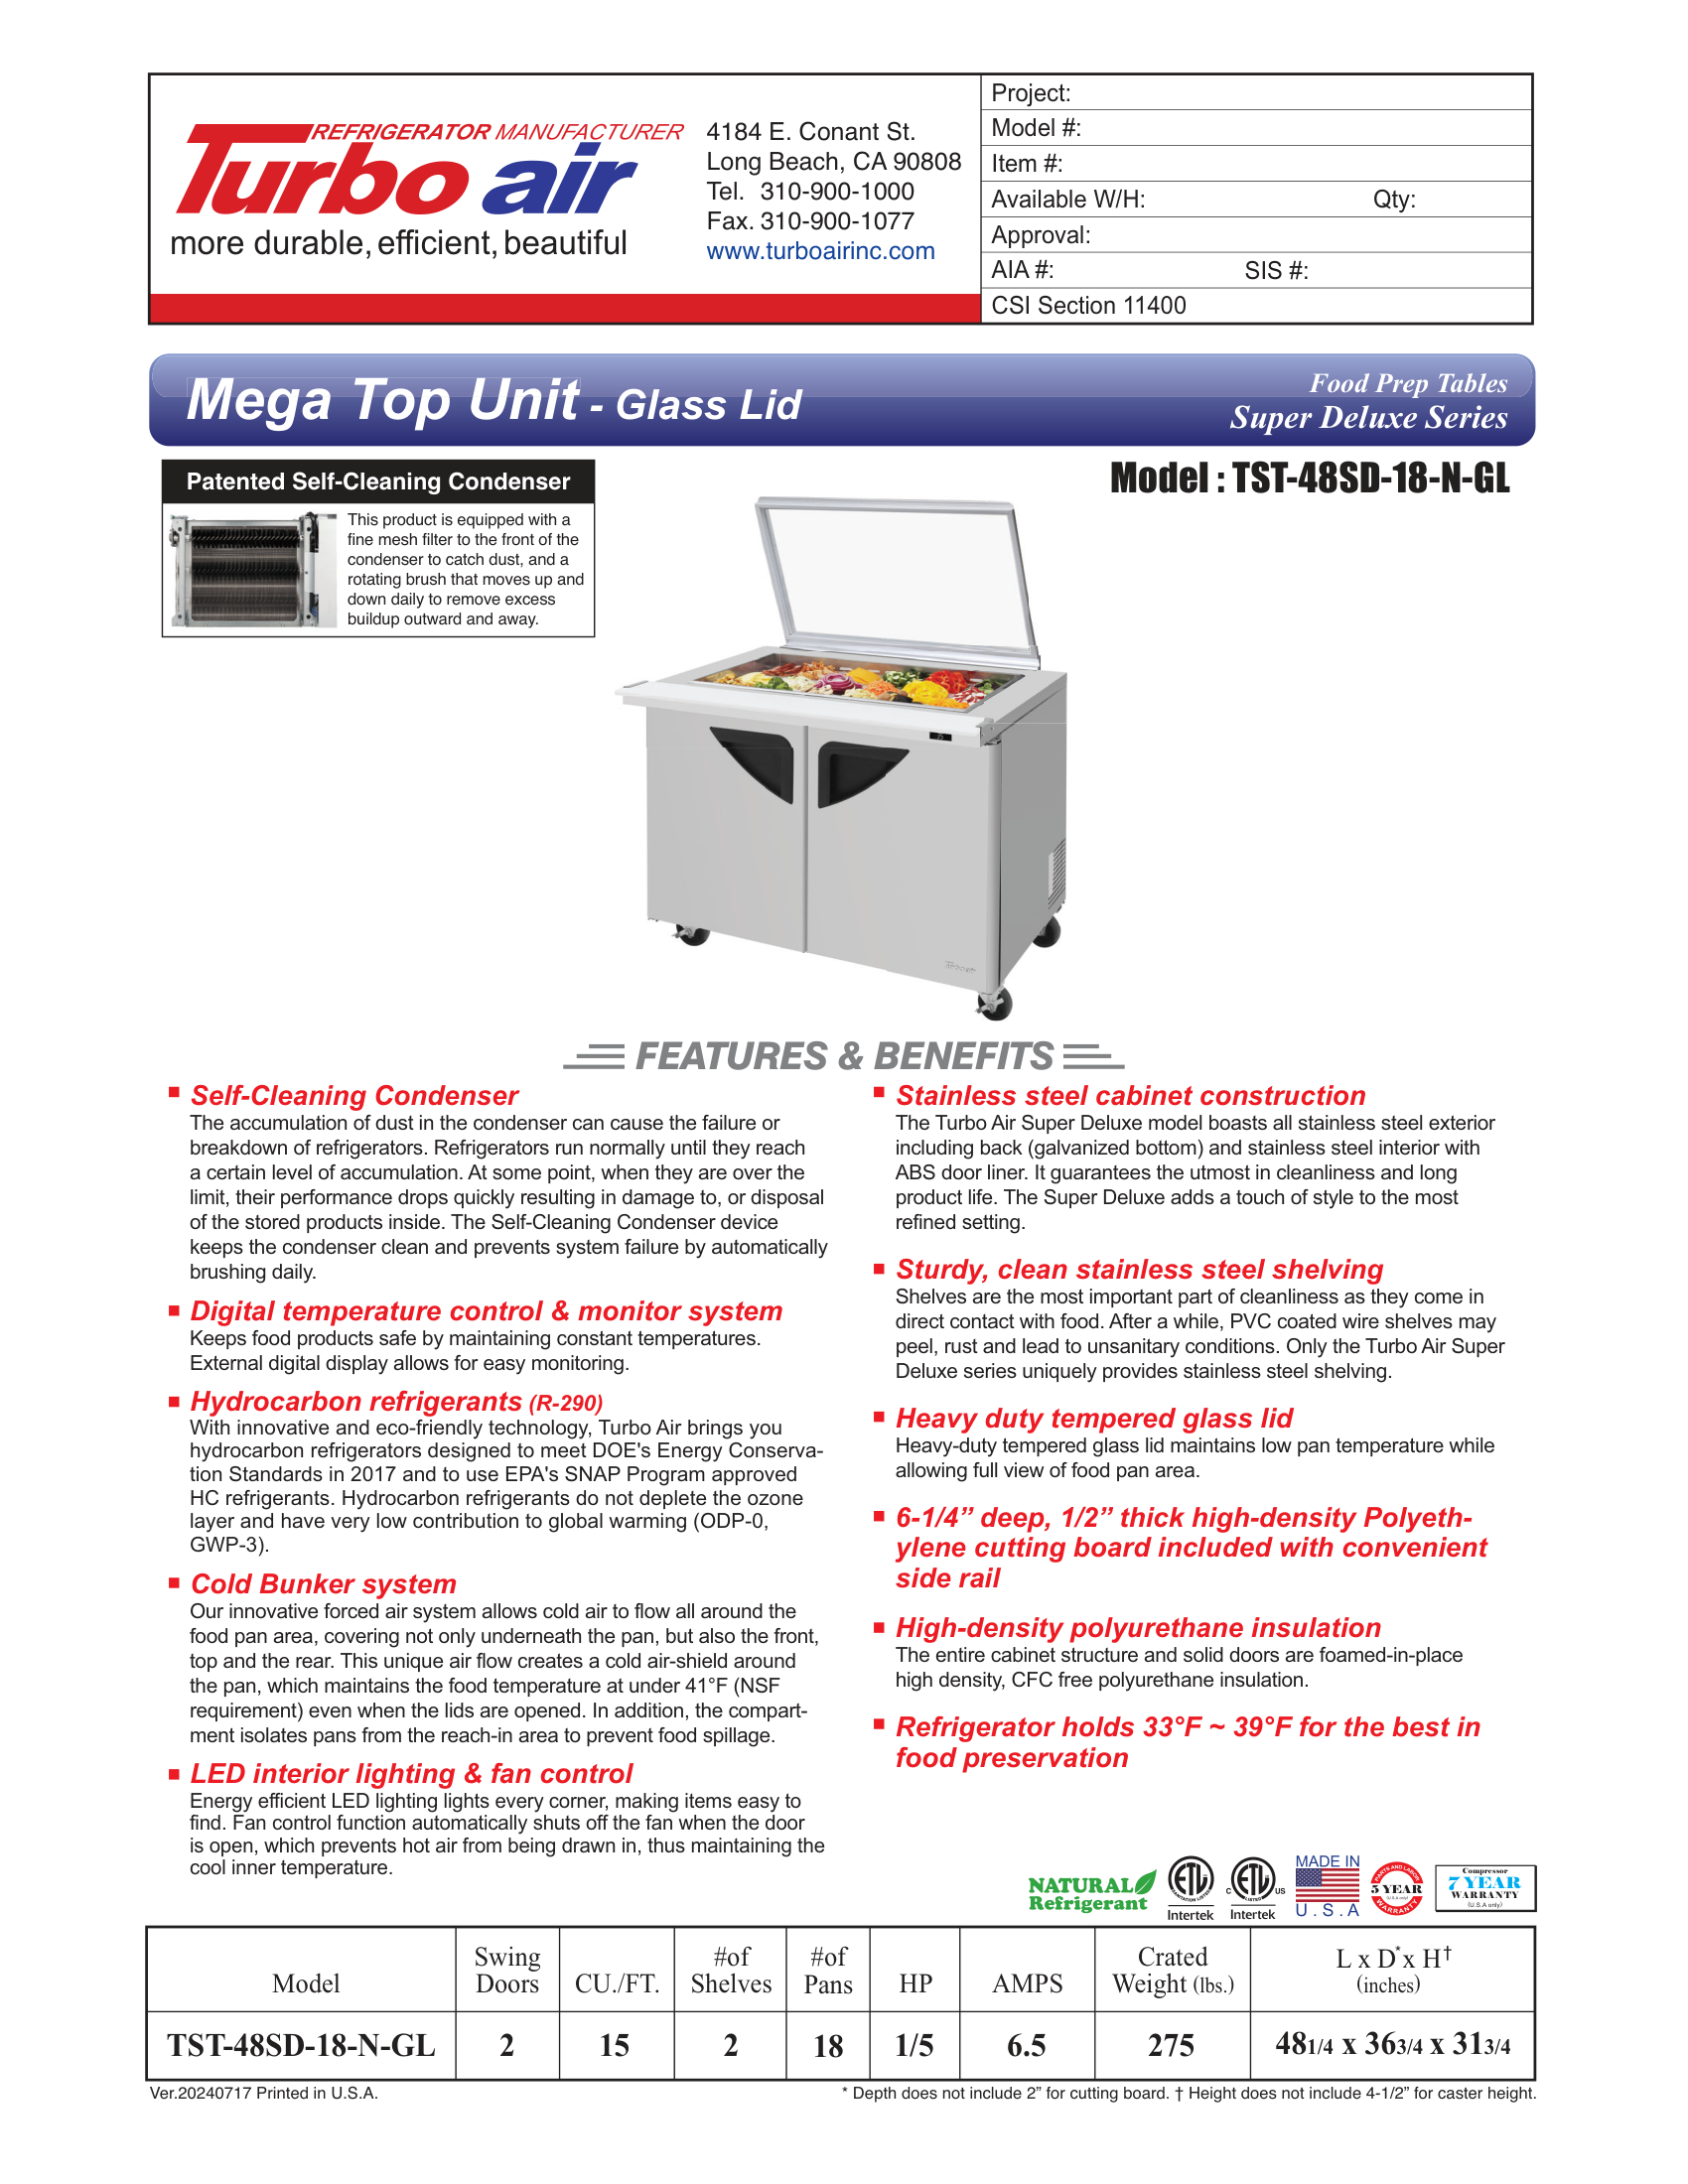 REFRIGERATOR MANUFACTURER
Turbo air
more durable, efficient, beautiful
4184 E. Conant St.
Long Beach, CA 90808
Tel. 310-900-1000
Fax. 310-900-1077
www.turboairinc.com
Project:
Model #:
Item #:
Available W/H: Qty:
Approval:
AIA #: SIS #:
CSI Section 11400
Mega Top Unit - Glass Lid
Food Prep Tables
Super Deluxe Series
Patented Self-Cleaning Condenser
This product is equipped with a
fine mesh filter to the front of the
condenser to catch dust, and a
rotating brush that moves up and
down daily to remove excess
buildup outward and away.
Model : TST-48SD-18-N-GL
FEATURES & BENEFITS
Self-Cleaning Condenser
The accumulation of dust in the condenser can cause the failure or
breakdown of refrigerators. Refrigerators run normally until they reach
a certain level of accumulation. At some point, when they are over the
limit, their performance drops quickly resulting in damage to, or disposal
of the stored products inside. The Self-Cleaning Condenser device
keeps the condenser clean and prevents system failure by automatically
brushing daily.
Digital temperature control & monitor system
Keeps food products safe by maintaining constant temperatures.
External digital display allows for easy monitoring.
Hydrocarbon refrigerants (R-290)
With innovative and eco-friendly technology, Turbo Air brings you
hydrocarbon refrigerators designed to meet DOE's Energy Conserva-
tion Standards in 2017 and to use EPA's SNAP Program approved
HC refrigerants. Hydrocarbon refrigerants do not deplete the ozone
layer and have very low contribution to global warming (ODP-0,
GWP-3).
Cold Bunker system
Our innovative forced air system allows cold air to flow all around the
food pan area, covering not only underneath the pan, but also the front,
top and the rear. This unique air flow creates a cold air-shield around
the pan, which maintains the food temperature at under 41°F (NSF
requirement) even when the lids are opened. In addition, the compart-
ment isolates pans from the reach-in area to prevent food spillage.
LED interior lighting & fan control
Energy efficient LED lighting lights every corner, making items easy to
find. Fan control function automatically shuts off the fan when the door
is open, which prevents hot air from being drawn in, thus maintaining the
cool inner temperature.
Stainless steel cabinet construction
The Turbo Air Super Deluxe model boasts all stainless steel exterior
including back (galvanized bottom) and stainless steel interior with
ABS door liner. It guarantees the utmost in cleanliness and long
product life. The Super Deluxe adds a touch of style to the most
refined setting.
Sturdy, clean stainless steel shelving
Shelves are the most important part of cleanliness as they come in
direct contact with food. After a while, PVC coated wire shelves may
peel, rust and lead to unsanitary conditions. Only the Turbo Air Super
Deluxe series uniquely provides stainless steel shelving.
Heavy duty tempered glass lid
Heavy-duty tempered glass lid maintains low pan temperature while
allowing full view of food pan area.
6-1/4” deep, 1/2” thick high-density Polyeth-
ylene cutting board included with convenient
side rail
High-density polyurethane insulation
The entire cabinet structure and solid doors are foamed-in-place
high density, CFC free polyurethane insulation.
Refrigerator holds 33°F ~ 39°F for the best in
food preservation
NATURAL
Refrigerant
ETL
SANITATION LISTED
Intertek
C ETL US
LISTED
Intertek
MADE IN
U.S.A
PARTS AND LABOR
5 YEAR
(U.S.A only)
WARRANTY
Compressor
7 YEAR
WARRANTY
(U.S.A only)
Model Swing Doors CU./FT. #of Shelves #of Pans HP AMPS Crated Weight (lbs.) L x D* x H† (inches)
TST-48SD-18-N-GL 2 15 2 18 1/5 6.5 275 481/4 x 363/4 x 313/4
Ver.20240717 Printed in U.S.A.
* Depth does not include 2” for cutting board. † Height does not include 4-1/2” for caster height.